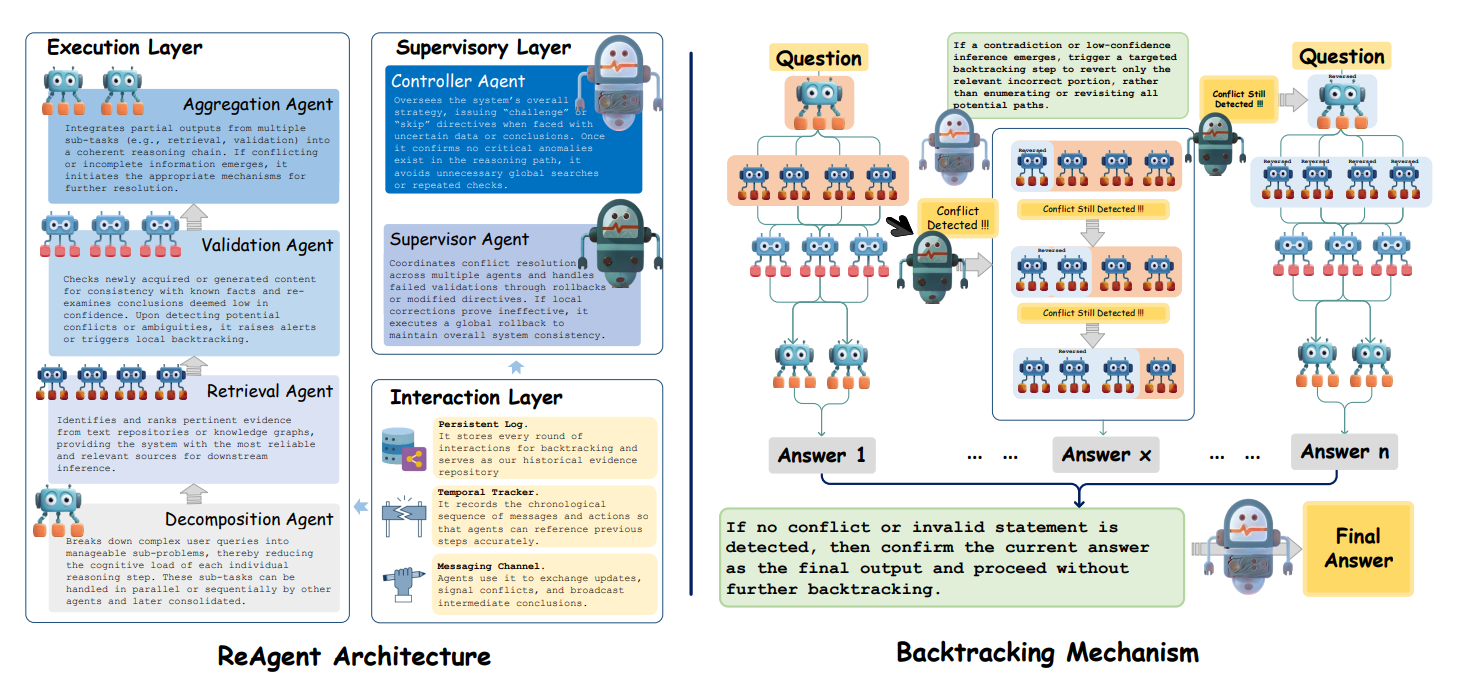 Execution Layer
Aggregation Agent
Integrates partial outputs from multiple
sub-tasks (e.g., retrieval, validation) into
a coherent reasoning chain. If conflicting
or incomplete information emerges, it
initiates the appropriate mechanisms for
further resolution.
Validation Agent
Checks newly acquired or generated content
for consistency with known facts and re-
examines conclusions deemed low in
confidence. Upon detecting potential
conflicts or ambiguities, it raises alerts
or triggers local backtracking.
Retrieval Agent
Identifies and ranks pertinent evidence
from text repositories or knowledge graphs,
providing the system with the most reliable
and relevant sources for downstream
inference.
Decomposition Agent
Breaks down complex user queries into
manageable sub-problems, thereby reducing
the cognitive load of each individual
reasoning step. These sub-tasks can be
handled in parallel or sequentially by other
agents and later consolidated.
Supervisory Layer
Controller Agent
Oversees the system's overall
strategy, issuing "challenge" or
"skip" directives when faced with
uncertain data or conclusions. Once
it confirms no critical anomalies
exist in the reasoning path, it
avoids unnecessary global searches
or repeated checks.
Supervisor Agent
Coordinates conflict resolution
across multiple agents and handles
failed validations through rollbacks
or modified directives. If local
corrections prove ineffective, it
executes a global rollback to
maintain overall system consistency.
Interaction Layer
Persistent Log.
It stores every round of
interactions for backtracking and
serves as our historical evidence
repository
Temporal Tracker.
It records the chronological
sequence of messages and actions so
that agents can reference previous
steps accurately.
Messaging Channel.
Agents use it to exchange updates,
signal conflicts, and broadcast
intermediate conclusions.
ReAgent Architecture
Question
If a contradiction or low-confidence
inference emerges, trigger a targeted
backtracking step to revert only the
relevant incorrect portion, rather
than enumerating or revisiting all
potential paths.
Conflict
Detected !!!
Reversed
Conflict Still Detected !!!
Reversed
Conflict Still Detected !!!
Reversed
Conflict Still
Detected !!!
Question
Reversed
Reversed
Reversed
Reversed
Reversed
Answer 1
... ...
Answer x
... ...
Answer n
If no conflict or invalid statement is
detected, then confirm the current answer
as the final output and proceed without
further backtracking.
Final
Answer
Backtracking Mechanism